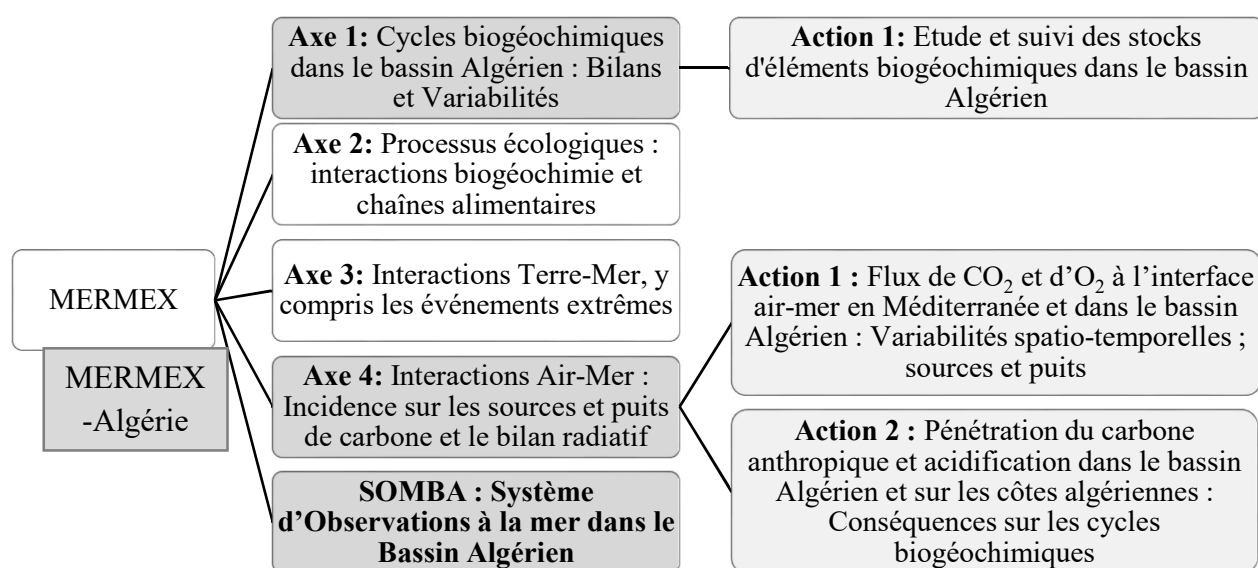 MERMEX
MERMEX
-Algérie
Axe 1: Cycles biogéochimiques
dans le bassin Algérien : Bilans
et Variabilités
Action 1: Etude et suivi des stocks
d'éléments biogéochimiques dans le bassin
Algérien
Axe 2: Processus écologiques :
interactions biogéochimie et
chaînes alimentaires
Axe 3: Interactions Terre-Mer, y
compris les événements extrêmes
Axe 4: Interactions Air-Mer :
Incidence sur les sources et puits
de carbone et le bilan radiatif
Action 1 : Flux de CO₂ et d’O₂ à l’interface
air-mer en Méditerranée et dans le bassin
Algérien : Variabilités spatio-temporelles ;
sources et puits
Action 2 : Pénétration du carbone
anthropique et acidification dans le bassin
Algérien et sur les côtes algériennes :
Conséquences sur les cycles
biogéochimiques
SOMBA : Système
d’Observations à la mer dans le
Bassin Algérien